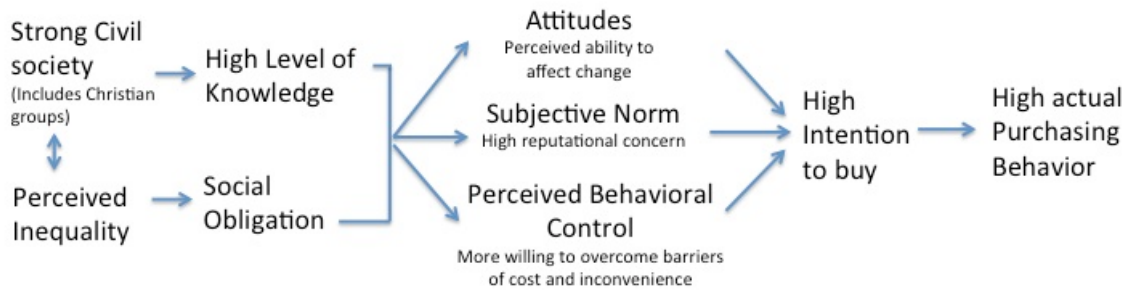 Strong Civil
society
(Includes Christian
groups)
Perceived
Inequality
High Level of
Knowledge
Social
Obligation
Attitudes
Perceived ability to
affect change
Subjective Norm
High reputational concern
Perceived Behavioral
Control
More willing to overcome barriers
of cost and inconvenience
High
Intention
to buy
High actual
Purchasing
Behavior